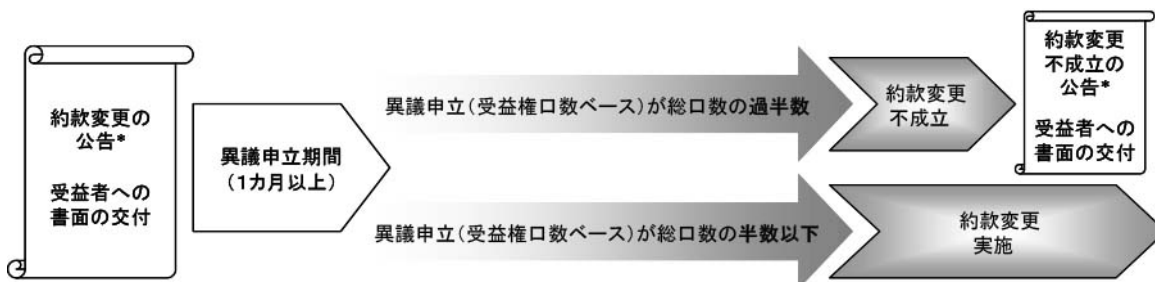 約款変更の
公告*
受益者への
書面の交付
異議申立期間
（1カ月以上）
異議申立（受益権口数ベース）が総口数の過半数
約款変更
不成立
約款変更
不成立の
公告*
受益者への
書面の交付
異議申立（受益権口数ベース）が総口数の半数以下
約款変更
実施